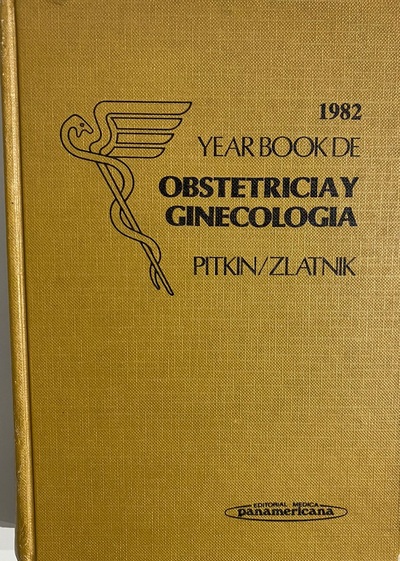 1982
YEAR BOOK DE
OBSTETRICIA Y
GINECOLOGIA
PITKIN/ZLATNIK
EDITORIAL MEDICA
panamericana